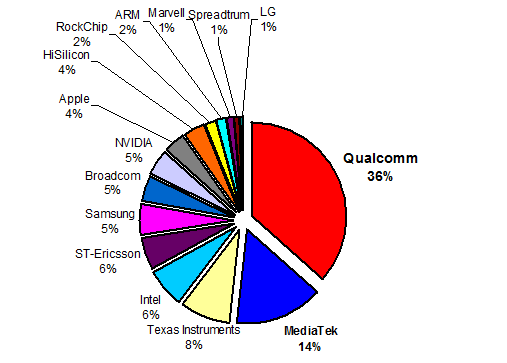 Qualcomm
36%
MediaTek
14%
Texas Instruments
8%
Intel
6%
ST-Ericsson
6%
Samsung
5%
Broadcom
5%
NVIDIA
5%
Apple
4%
HiSilicon
4%
RockChip
2%
ARM
2%
Marvell
1%
Spreadtrum
1%
LG
1%